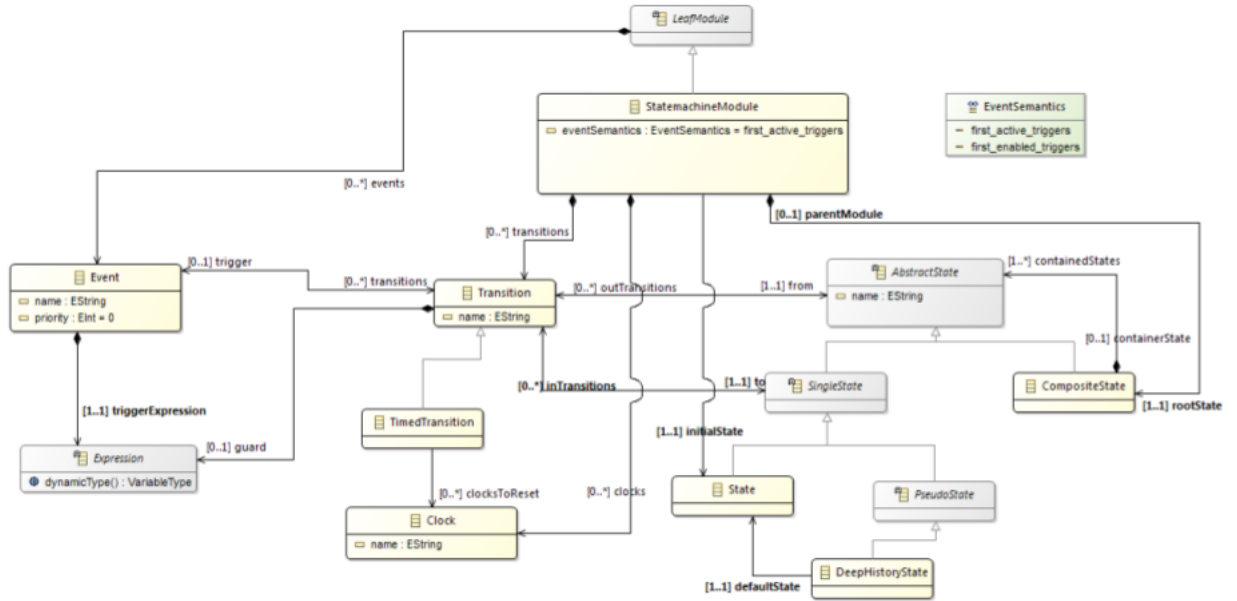 LeafModule
StatemachineModule
eventSemantics : EventSemantics = first_active_triggers
EventSemantics
first_active_triggers
first_enabled_triggers
[0..*] events
[0..1] parentModule
[0..*] transitions
[0..1] trigger
[1..*] containedStates
Event
name : EString
priority : EInt = 0
[0..*] transitions
Transition
name : EString
[0..*] outTransitions
[1..1] from
AbstractState
name : EString
[0..1] containerState
[0..*] inTransitions
[1..1] to
SingleState
CompositeState
[1..1] rootState
[1..1] triggerExpression
TimedTransition
[1..1] initialState
[0..1] guard
Expression
dynamicType() : VariableType
[0..*] clocksToReset
[0..*] clocks
State
PseudoState
Clock
name : EString
DeepHistoryState
[1..1] defaultState